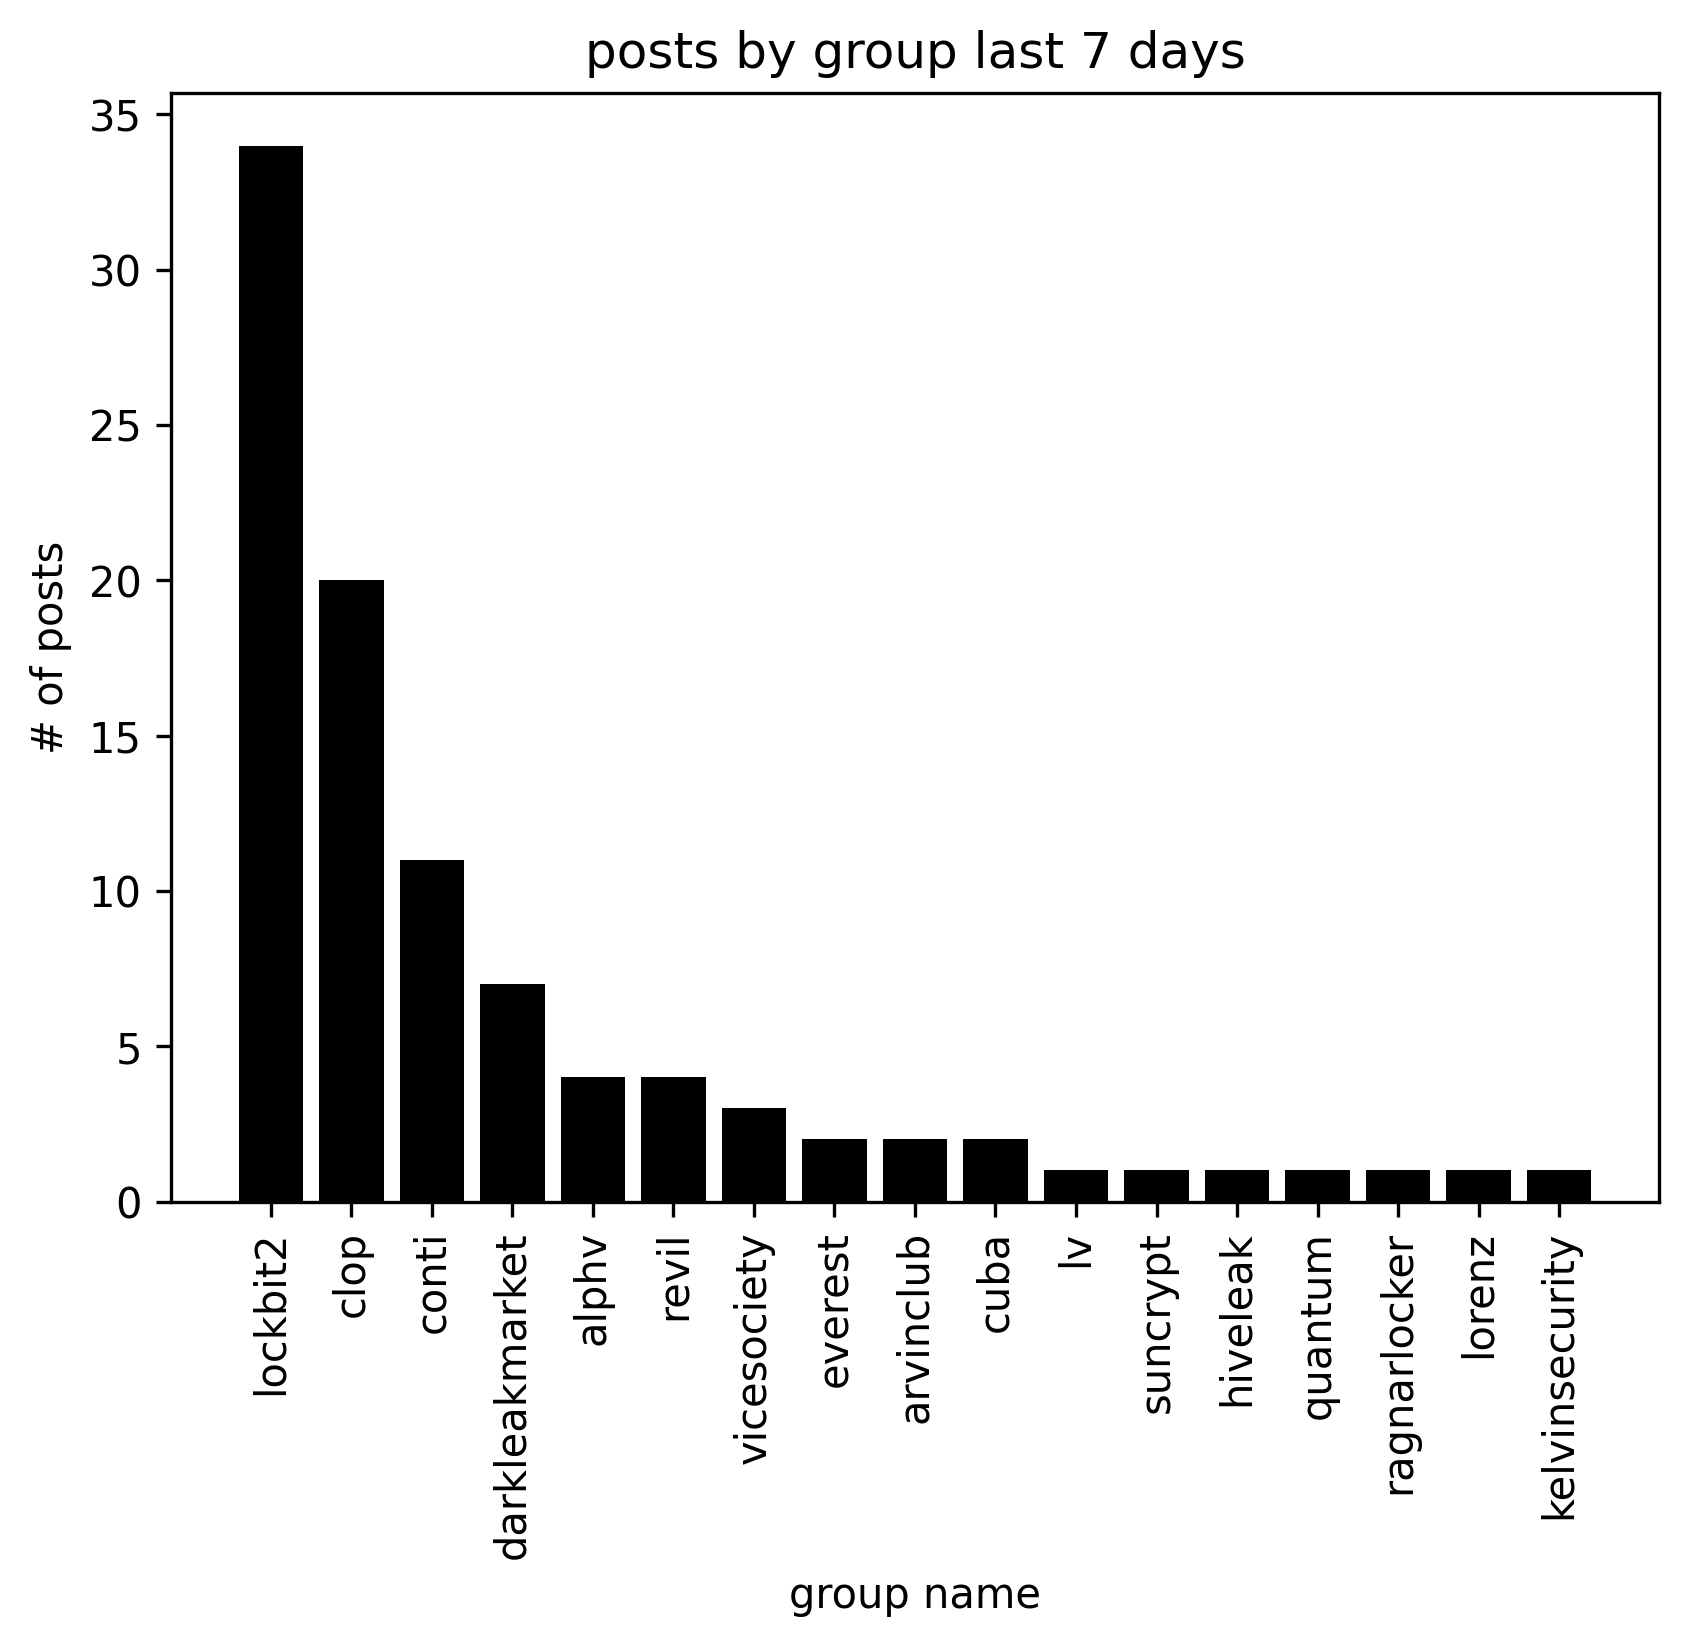 posts by group last 7 days
35
30
25
20
15
10
5
0
# of posts
lockbit2
clop
conti
darkleakmarket
alphv
revil
vicesociety
everest
arvinclub
cuba
lv
suncrypt
hiveleak
quantum
ragnarlocker
lorenz
kelvinsecurity
group name